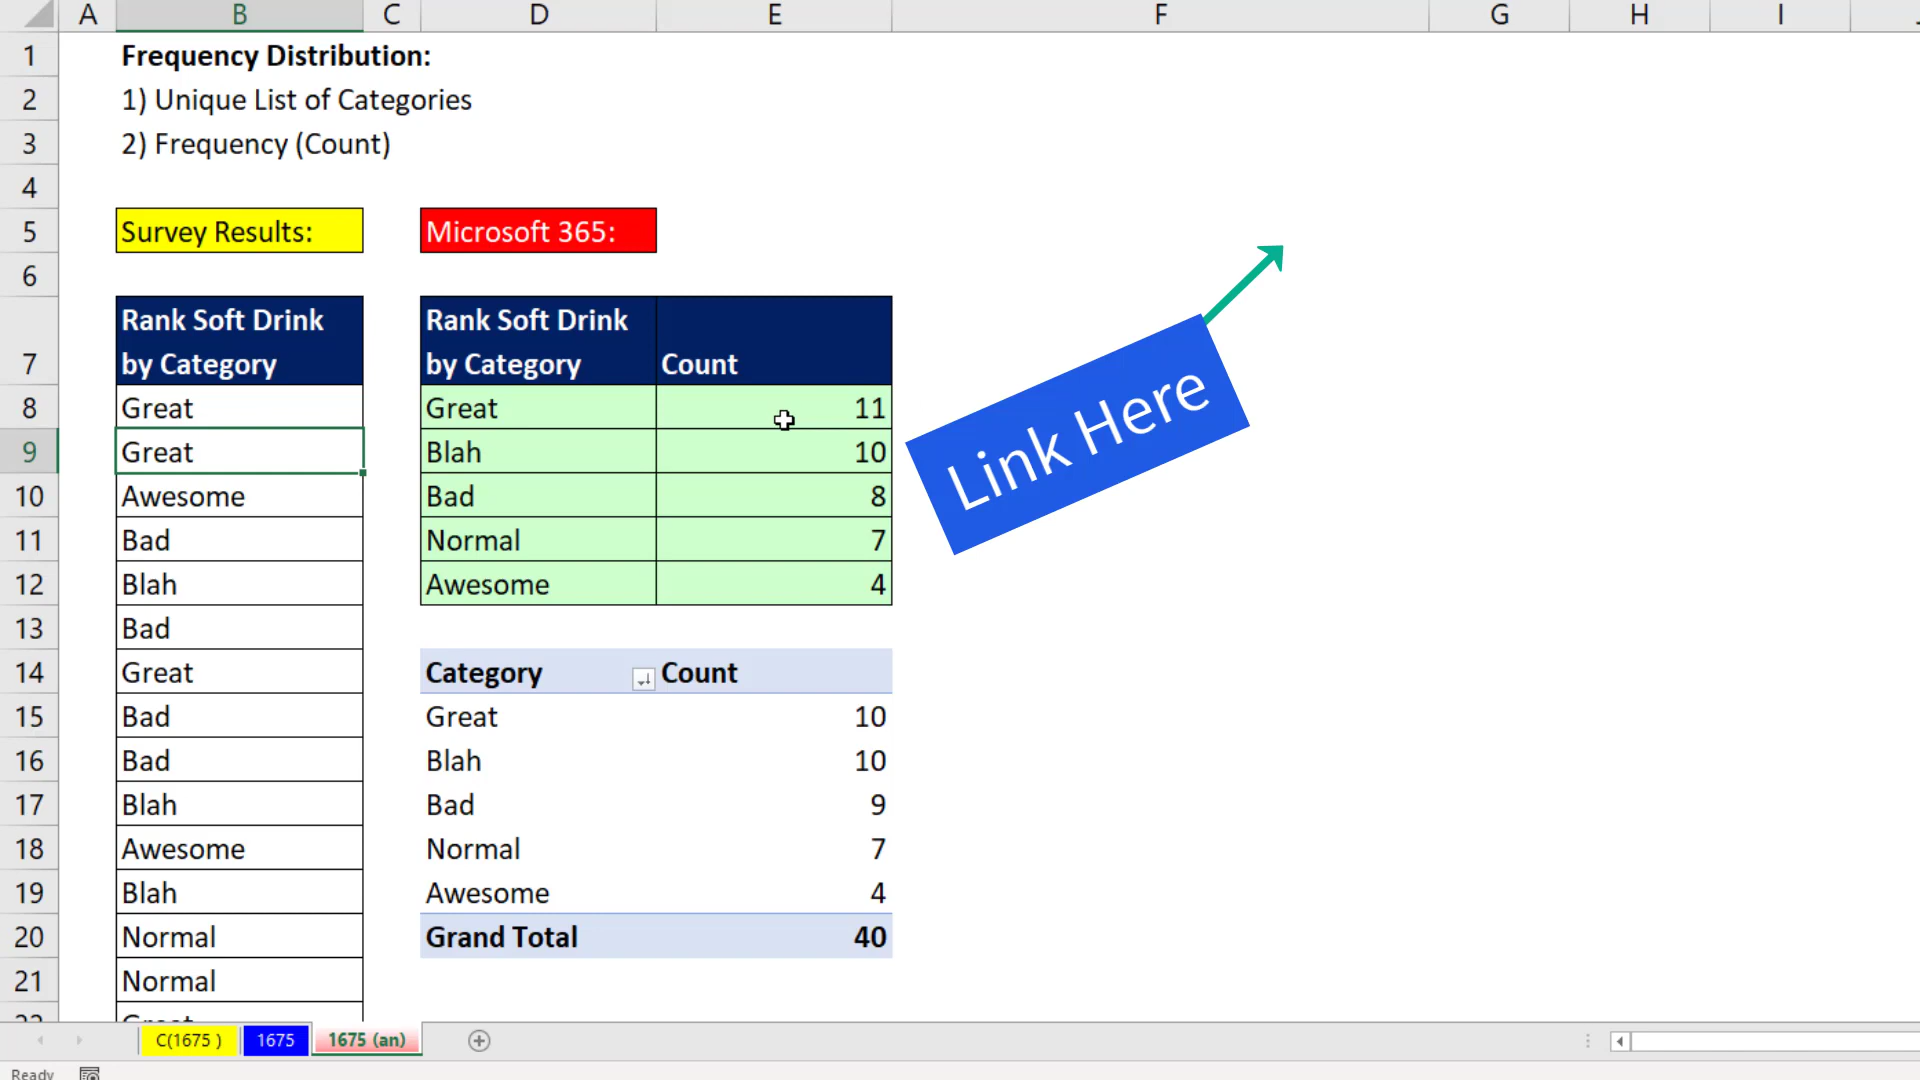 A B C D E F G H I
1 Frequency Distribution:
2 1) Unique List of Categories
3 2) Frequency (Count)
4
5 Survey Results: Microsoft 365:
6
Rank Soft Drink Rank Soft Drink
7 by Category by Category Count
8 Great Great 11
9 Great Blah 10
10 Awesome Bad 8
11 Bad Normal 7
12 Blah Awesome 4
13 Bad
14 Great Category Count
15 Bad Great 10
16 Bad Blah 10
17 Blah Bad 9
18 Awesome Normal 7
19 Blah Awesome 4
20 Normal Grand Total 40
21 Normal
22 Great
Link Here
C(1675 ) 1675 1675 (an)
Ready